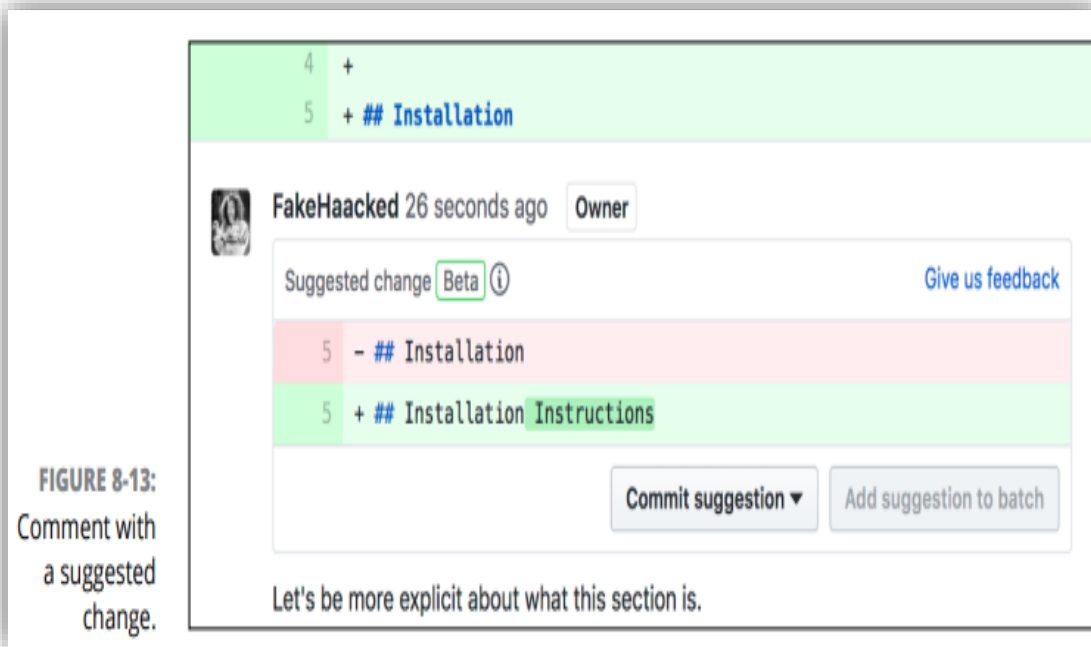 4 +
5 + ## Installation
FakeHaacked 26 seconds ago Owner
Suggested change Beta i Give us feedback
5 - ## Installation
5 + ## Installation Instructions
Commit suggestion ▾ Add suggestion to batch
Let's be more explicit about what this section is.
FIGURE 8-13:
Comment with
a suggested
change.